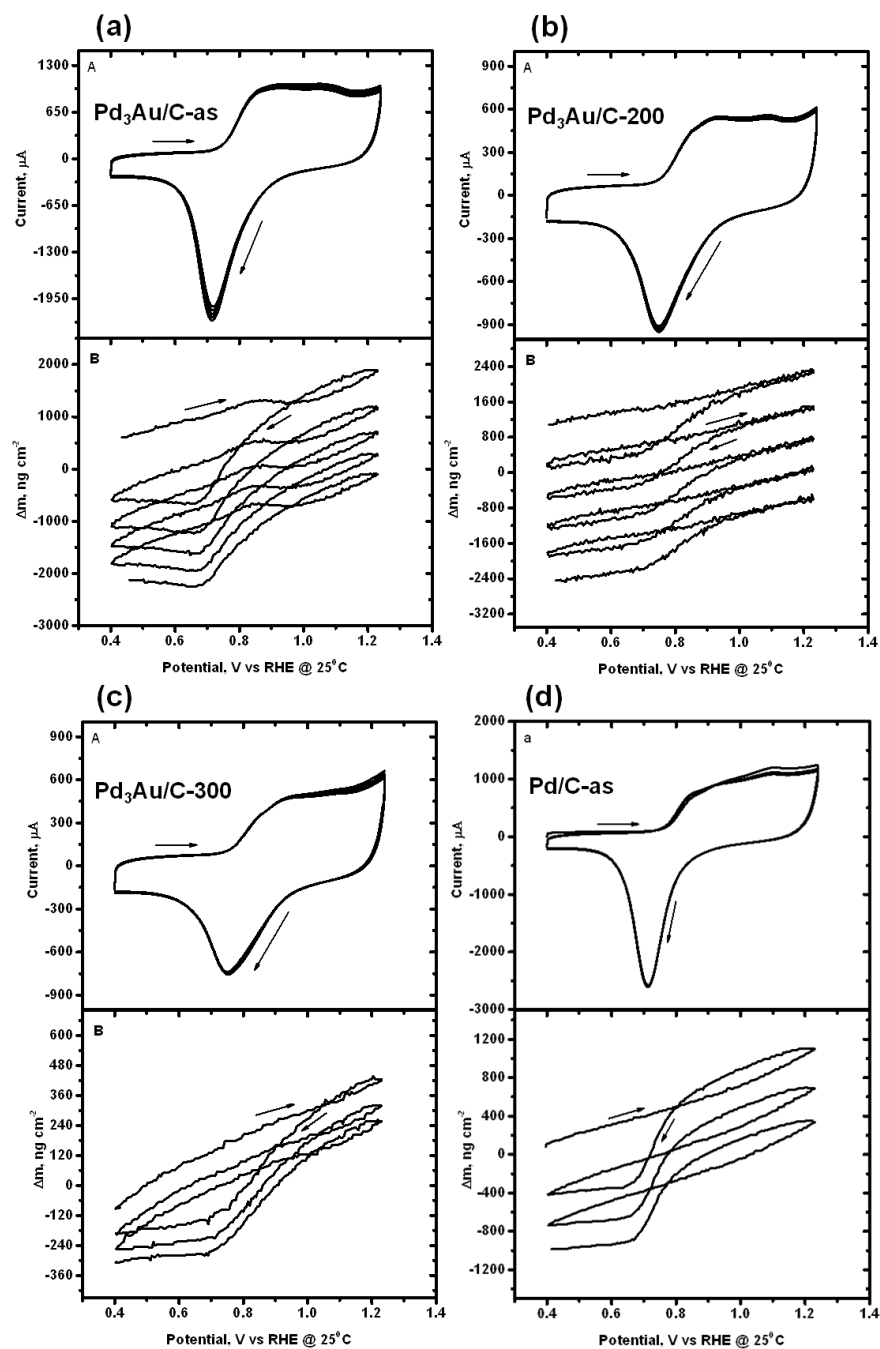 (a)
A
Pd3Au/C-as
Current, μA
1300
650
0
-650
-1300
-1950
B
Δm, ng cm-2
2000
1000
0
-1000
-2000
-3000
0.4 0.6 0.8 1.0 1.2 1.4
Potential, V vs RHE @ 25⁰C
(b)
A
Pd3Au/C-200
Current, μA
900
600
300
0
-300
-600
-900
B
Δm, ng cm-2
2400
1600
800
0
-800
-1600
-2400
-3200
0.4 0.6 0.8 1.0 1.2 1.4
Potential, V vs RHE @ 25⁰C
(c)
A
Pd3Au/C-300
Current, μA
900
600
300
0
-300
-600
-900
B
Δm, ng cm-2
600
480
360
240
120
0
-120
-240
-360
0.4 0.6 0.8 1.0 1.2 1.4
Potential, V vs RHE @ 25⁰C
(d)
a
Pd/C-as
Current, μA
2000
1000
0
-1000
-2000
-3000
Δm, ng cm-2
1200
800
400
0
-400
-800
-1200
0.4 0.6 0.8 1.0 1.2 1.4
Potential, V vs RHE @ 25⁰C